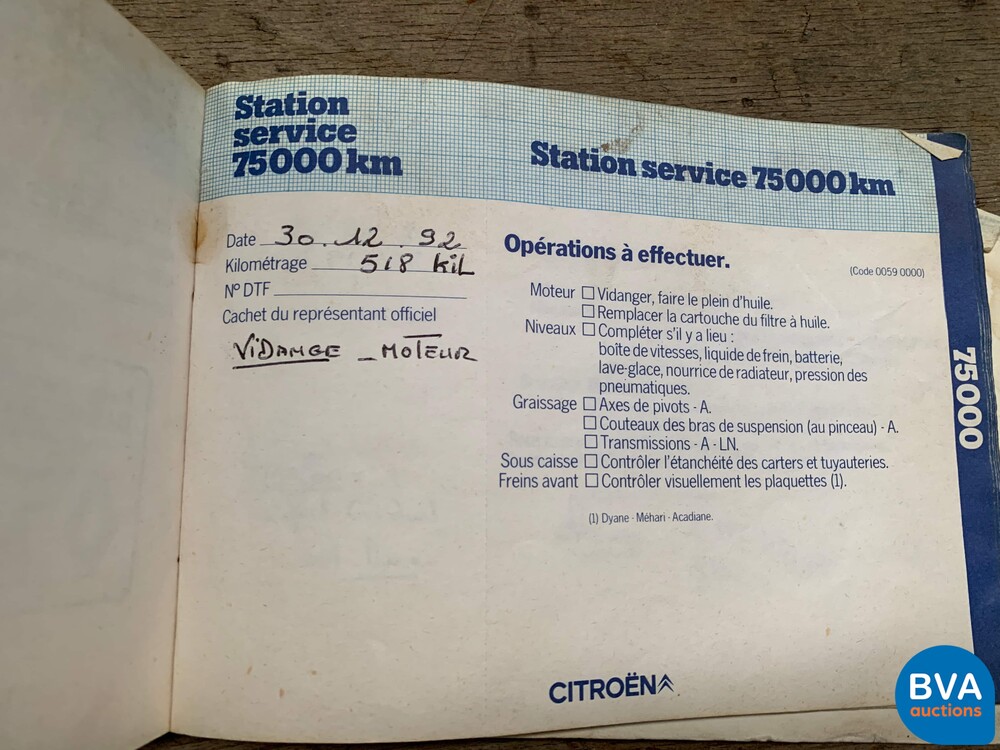 Station
service
75000 km
Date 30.12.92
Kilométrage 518 KiL
N° DTF
Cachet du représentant officiel
ViDANGE _ MOTEUR
Station service 75000 km
Opérations à effectuer.
(Code 0059 0000)
Moteur □ Vidanger, faire le plein d'huile.
□ Remplacer la cartouche du filtre à huile.
Niveaux □ Compléter s'il y a lieu :
boîte de vitesses, liquide de frein, batterie,
lave-glace, nourrice de radiateur, pression des
pneumatiques.
Graissage □ Axes de pivots - A.
□ Couteaux des bras de suspension (au pinceau) - A.
□ Transmissions - A - LN.
Sous caisse □ Contrôler l'étanchéité des carters et tuyauteries.
Freins avant □ Contrôler visuellement les plaquettes (1).
(1) Dyane - Méhari - Acadiane.
CITROËN
75000
BVA
auctions